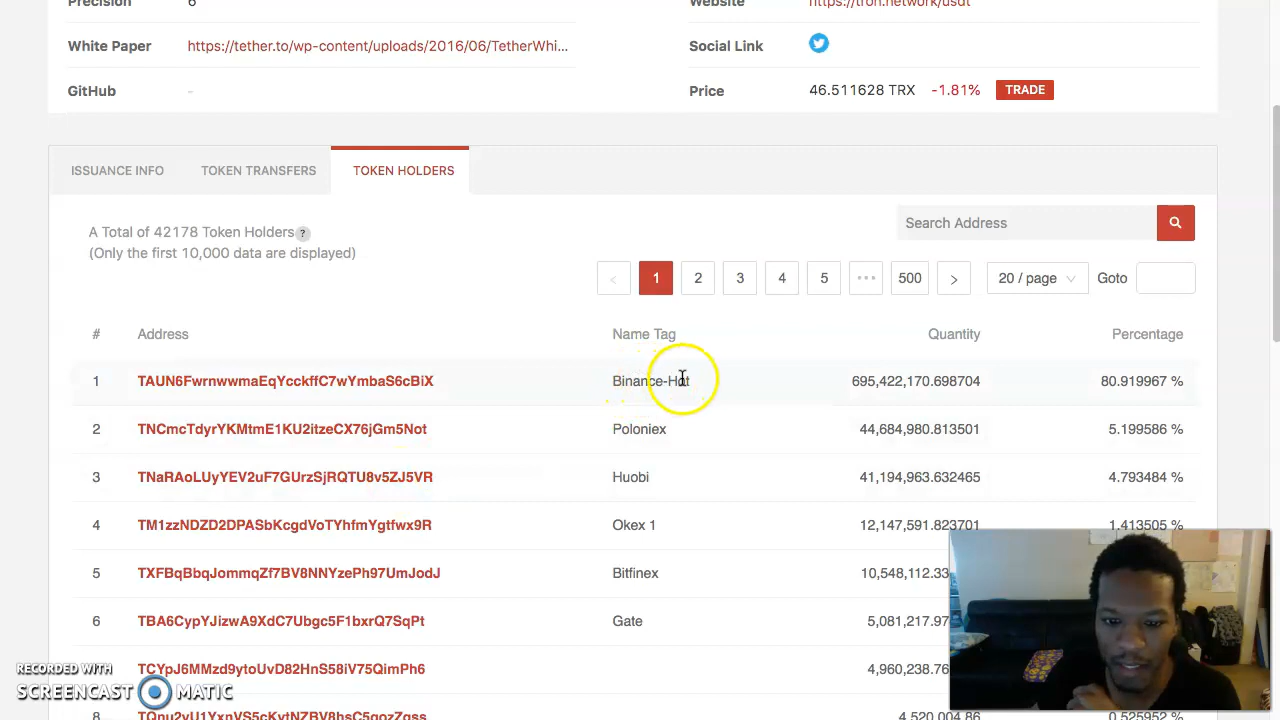 Precision 6 Website https://tron.network/usdt
White Paper https://tether.to/wp-content/uploads/2016/06/TetherWhi... Social Link
GitHub - Price 46.511628 TRX -1.81% TRADE
ISSUANCE INFO TOKEN TRANSFERS TOKEN HOLDERS
A Total of 42178 Token Holders ?
(Only the first 10,000 data are displayed)
Search Address
< 1 2 3 4 5 ••• 500 > 20 / page Goto
# Address Name Tag Quantity Percentage
1 TAUN6FwrnwwmaEqYcckffC7wYmbaS6cBiX Binance-Hot 695,422,170.698704 80.919967 %
2 TNCmcTdyrYKMtmE1KU2itzeCX76jGm5Not Poloniex 44,684,980.813501 5.199586 %
3 TNaRAoLUyYEV2uF7GUrzSjRQTU8v5ZJ5VR Huobi 41,194,963.632465 4.793484 %
4 TM1zzNDZD2DPASbKcgdVoTYhfmYgtfwx9R Okex 1 12,147,591.823701 1.413505 %
5 TXFBqBbqJommqZf7BV8NNYzePh97UmJodJ Bitfinex 10,548,112.33
6 TBA6CypYJizwA9XdC7Ubgc5F1bxrQ7SqPt Gate 5,081,217.97
TCYpJ6MMzd9ytoUvD82HnS58iV75QimPh6 4,960,238.76
8 4,520,004.86 0.525952 %
RECORDED WITH
SCREENCAST MATIC